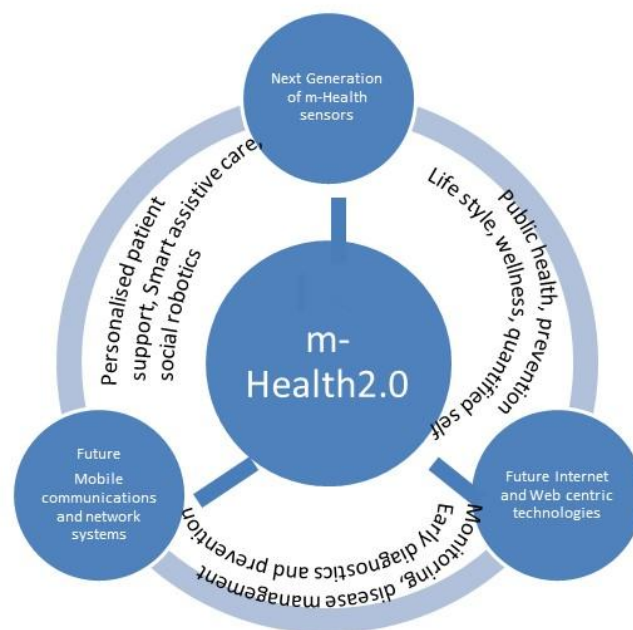 Next Generation
of m-Health
sensors
Personalised patient
support, Smart assistive care,
social robotics
Public health, prevention
Life style, wellness, quantified self
m-
Health2.0
Future
Mobile
communications
and network
systems
Future Internet
and Web centric
technologies
Monitoring, disease management
Early diagnostics and prevention